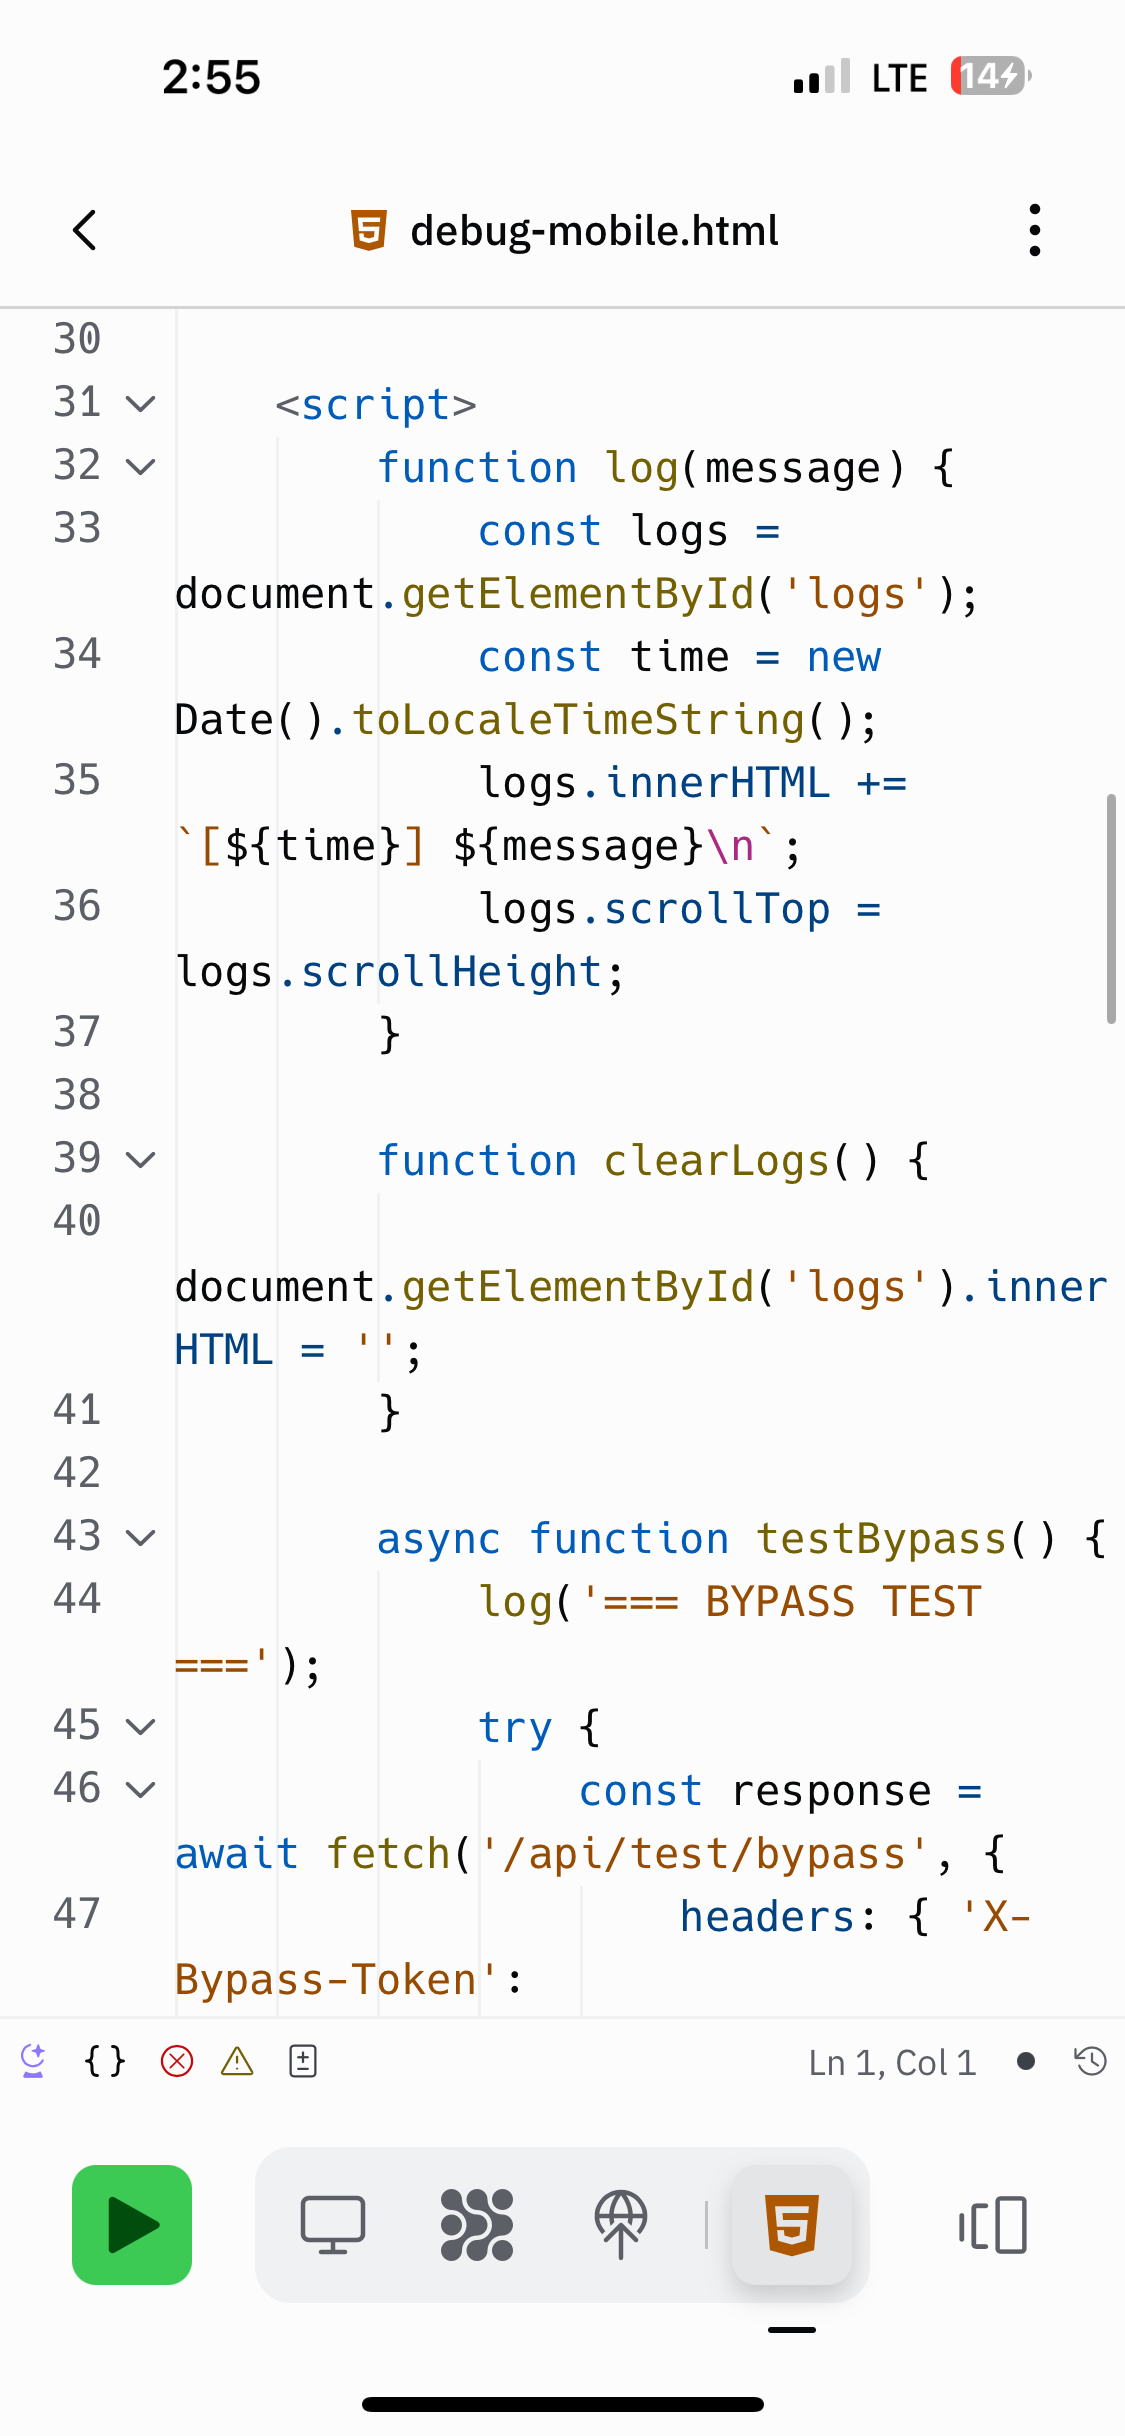 2:55 LTE 14
debug-mobile.html
30
31 <script>
32 function log(message) {
33 const logs =
document.getElementById('logs');
34 const time = new
Date().toLocaleTimeString();
35 logs.innerHTML +=
`[${time}] ${message}\n`;
36 logs.scrollTop =
logs.scrollHeight;
37 }
38
39 function clearLogs() {
40
document.getElementById('logs').inner
HTML = '';
41 }
42
43 async function testBypass() {
44 log('=== BYPASS TEST
===');
45 try {
46 const response =
await fetch('/api/test/bypass', {
47 headers: { 'X-
Bypass-Token':
{} Ln 1, Col 1